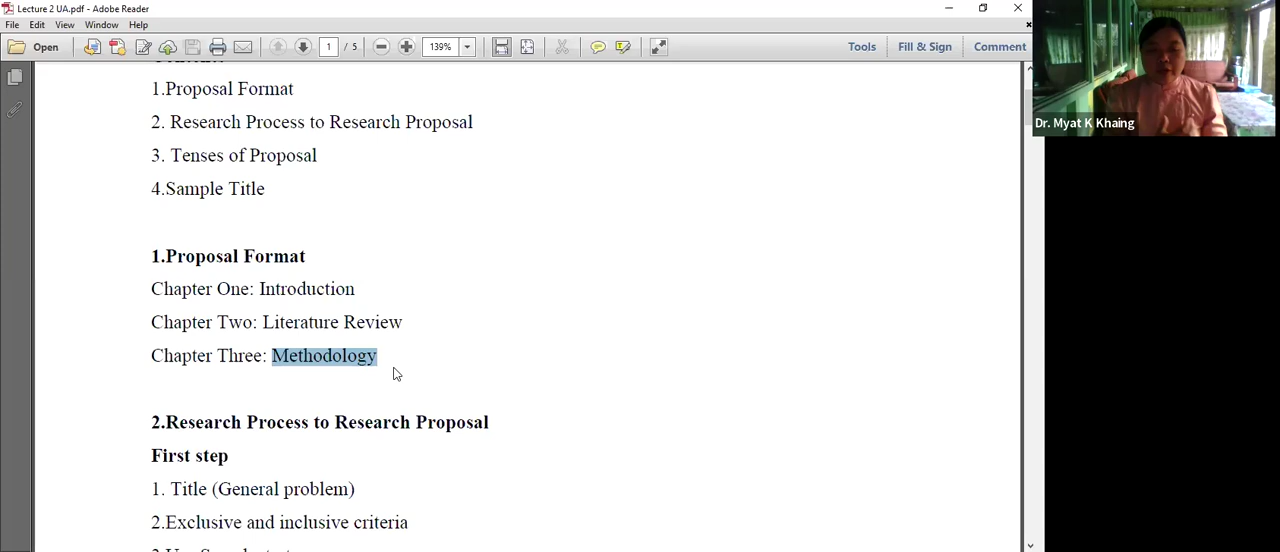 Lecture 2 UA.pdf - Adobe Reader
File Edit View Window Help
Open 1 / 5 139% Tools Fill & Sign Comment
1.Proposal Format
2. Research Process to Research Proposal
3. Tenses of Proposal
4.Sample Title
1.Proposal Format
Chapter One: Introduction
Chapter Two: Literature Review
Chapter Three: Methodology
2.Research Process to Research Proposal
First step
1. Title (General problem)
2.Exclusive and inclusive criteria
Dr. Myat K Khaing